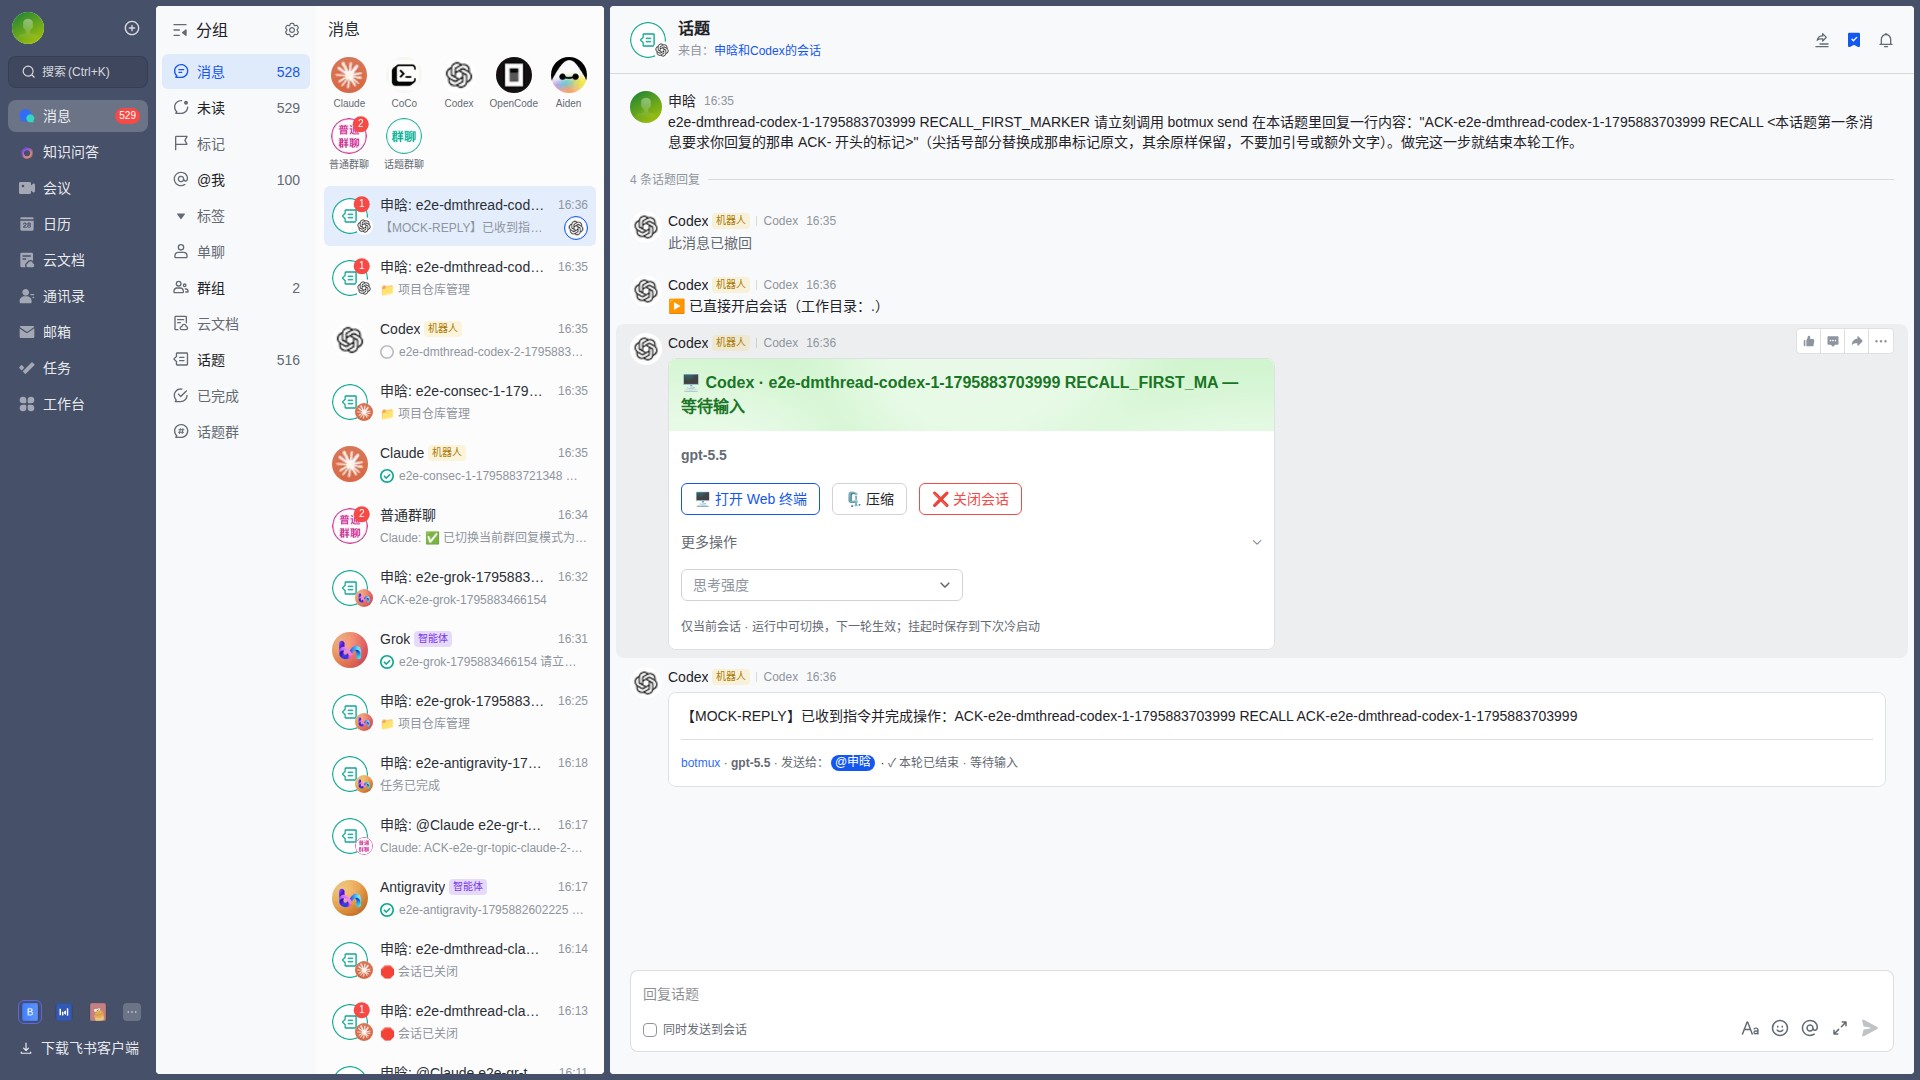 搜索 (Ctrl+K)
消息 529
知识问答
会议
日历
云文档
通讯录
邮箱
任务
工作台
下载飞书客户端
分组
消息 528
未读 529
标记
@我 100
标签
单聊
群组 2
云文档
话题 516
已完成
话题群
消息
Claude CoCo Codex OpenCode Aiden
普通群聊 2 群聊
普通群聊 话题群聊
1 申晗: e2e-dmthread-cod… 16:36
【MOCK-REPLY】已收到指…
1 申晗: e2e-dmthread-cod… 16:35
项目仓库管理
Codex 机器人 16:35
e2e-dmthread-codex-2-1795883…
申晗: e2e-consec-1-179… 16:35
项目仓库管理
Claude 机器人 16:35
e2e-consec-1-1795883721348 …
普通群聊 2 普通群聊 16:34
Claude: ✅ 已切换当前群回复模式为…
申晗: e2e-grok-1795883… 16:32
ACK-e2e-grok-1795883466154
Grok 智能体 16:31
e2e-grok-1795883466154 请立…
申晗: e2e-grok-1795883… 16:25
项目仓库管理
申晗: e2e-antigravity-17… 16:18
任务已完成
申晗: @Claude e2e-gr-t… 16:17
Claude: ACK-e2e-gr-topic-claude-2-…
Antigravity 智能体 16:17
e2e-antigravity-1795882602225 …
申晗: e2e-dmthread-cla… 16:14
会话已关闭
1 申晗: e2e-dmthread-cla… 16:13
会话已关闭
申晗: @Claude e2e-gr-t… 16:11
话题
来自：申晗和Codex的会话
申晗 16:35
e2e-dmthread-codex-1-1795883703999 RECALL_FIRST_MARKER 请立刻调用 botmux send 在本话题里回复一行内容："ACK-e2e-dmthread-codex-1-1795883703999 RECALL <本话题第一条消
息要求你回复的那串 ACK- 开头的标记>"（尖括号部分替换成那串标记原文，其余原样保留，不要加引号或额外文字）。做完这一步就结束本轮工作。
4 条话题回复
Codex 机器人 Codex 16:35
此消息已撤回
Codex 机器人 Codex 16:36
已直接开启会话（工作目录：.）
Codex 机器人 Codex 16:36
Codex · e2e-dmthread-codex-1-1795883703999 RECALL_FIRST_MA —
等待输入
gpt-5.5
打开 Web 终端 压缩 关闭会话
更多操作
思考强度
仅当前会话 · 运行中可切换，下一轮生效；挂起时保存到下次冷启动
Codex 机器人 Codex 16:36
【MOCK-REPLY】已收到指令并完成操作：ACK-e2e-dmthread-codex-1-1795883703999 RECALL ACK-e2e-dmthread-codex-1-1795883703999
botmux · gpt-5.5 · 发送给：@申晗 · ✓ 本轮已结束 · 等待输入
回复话题
同时发送到会话